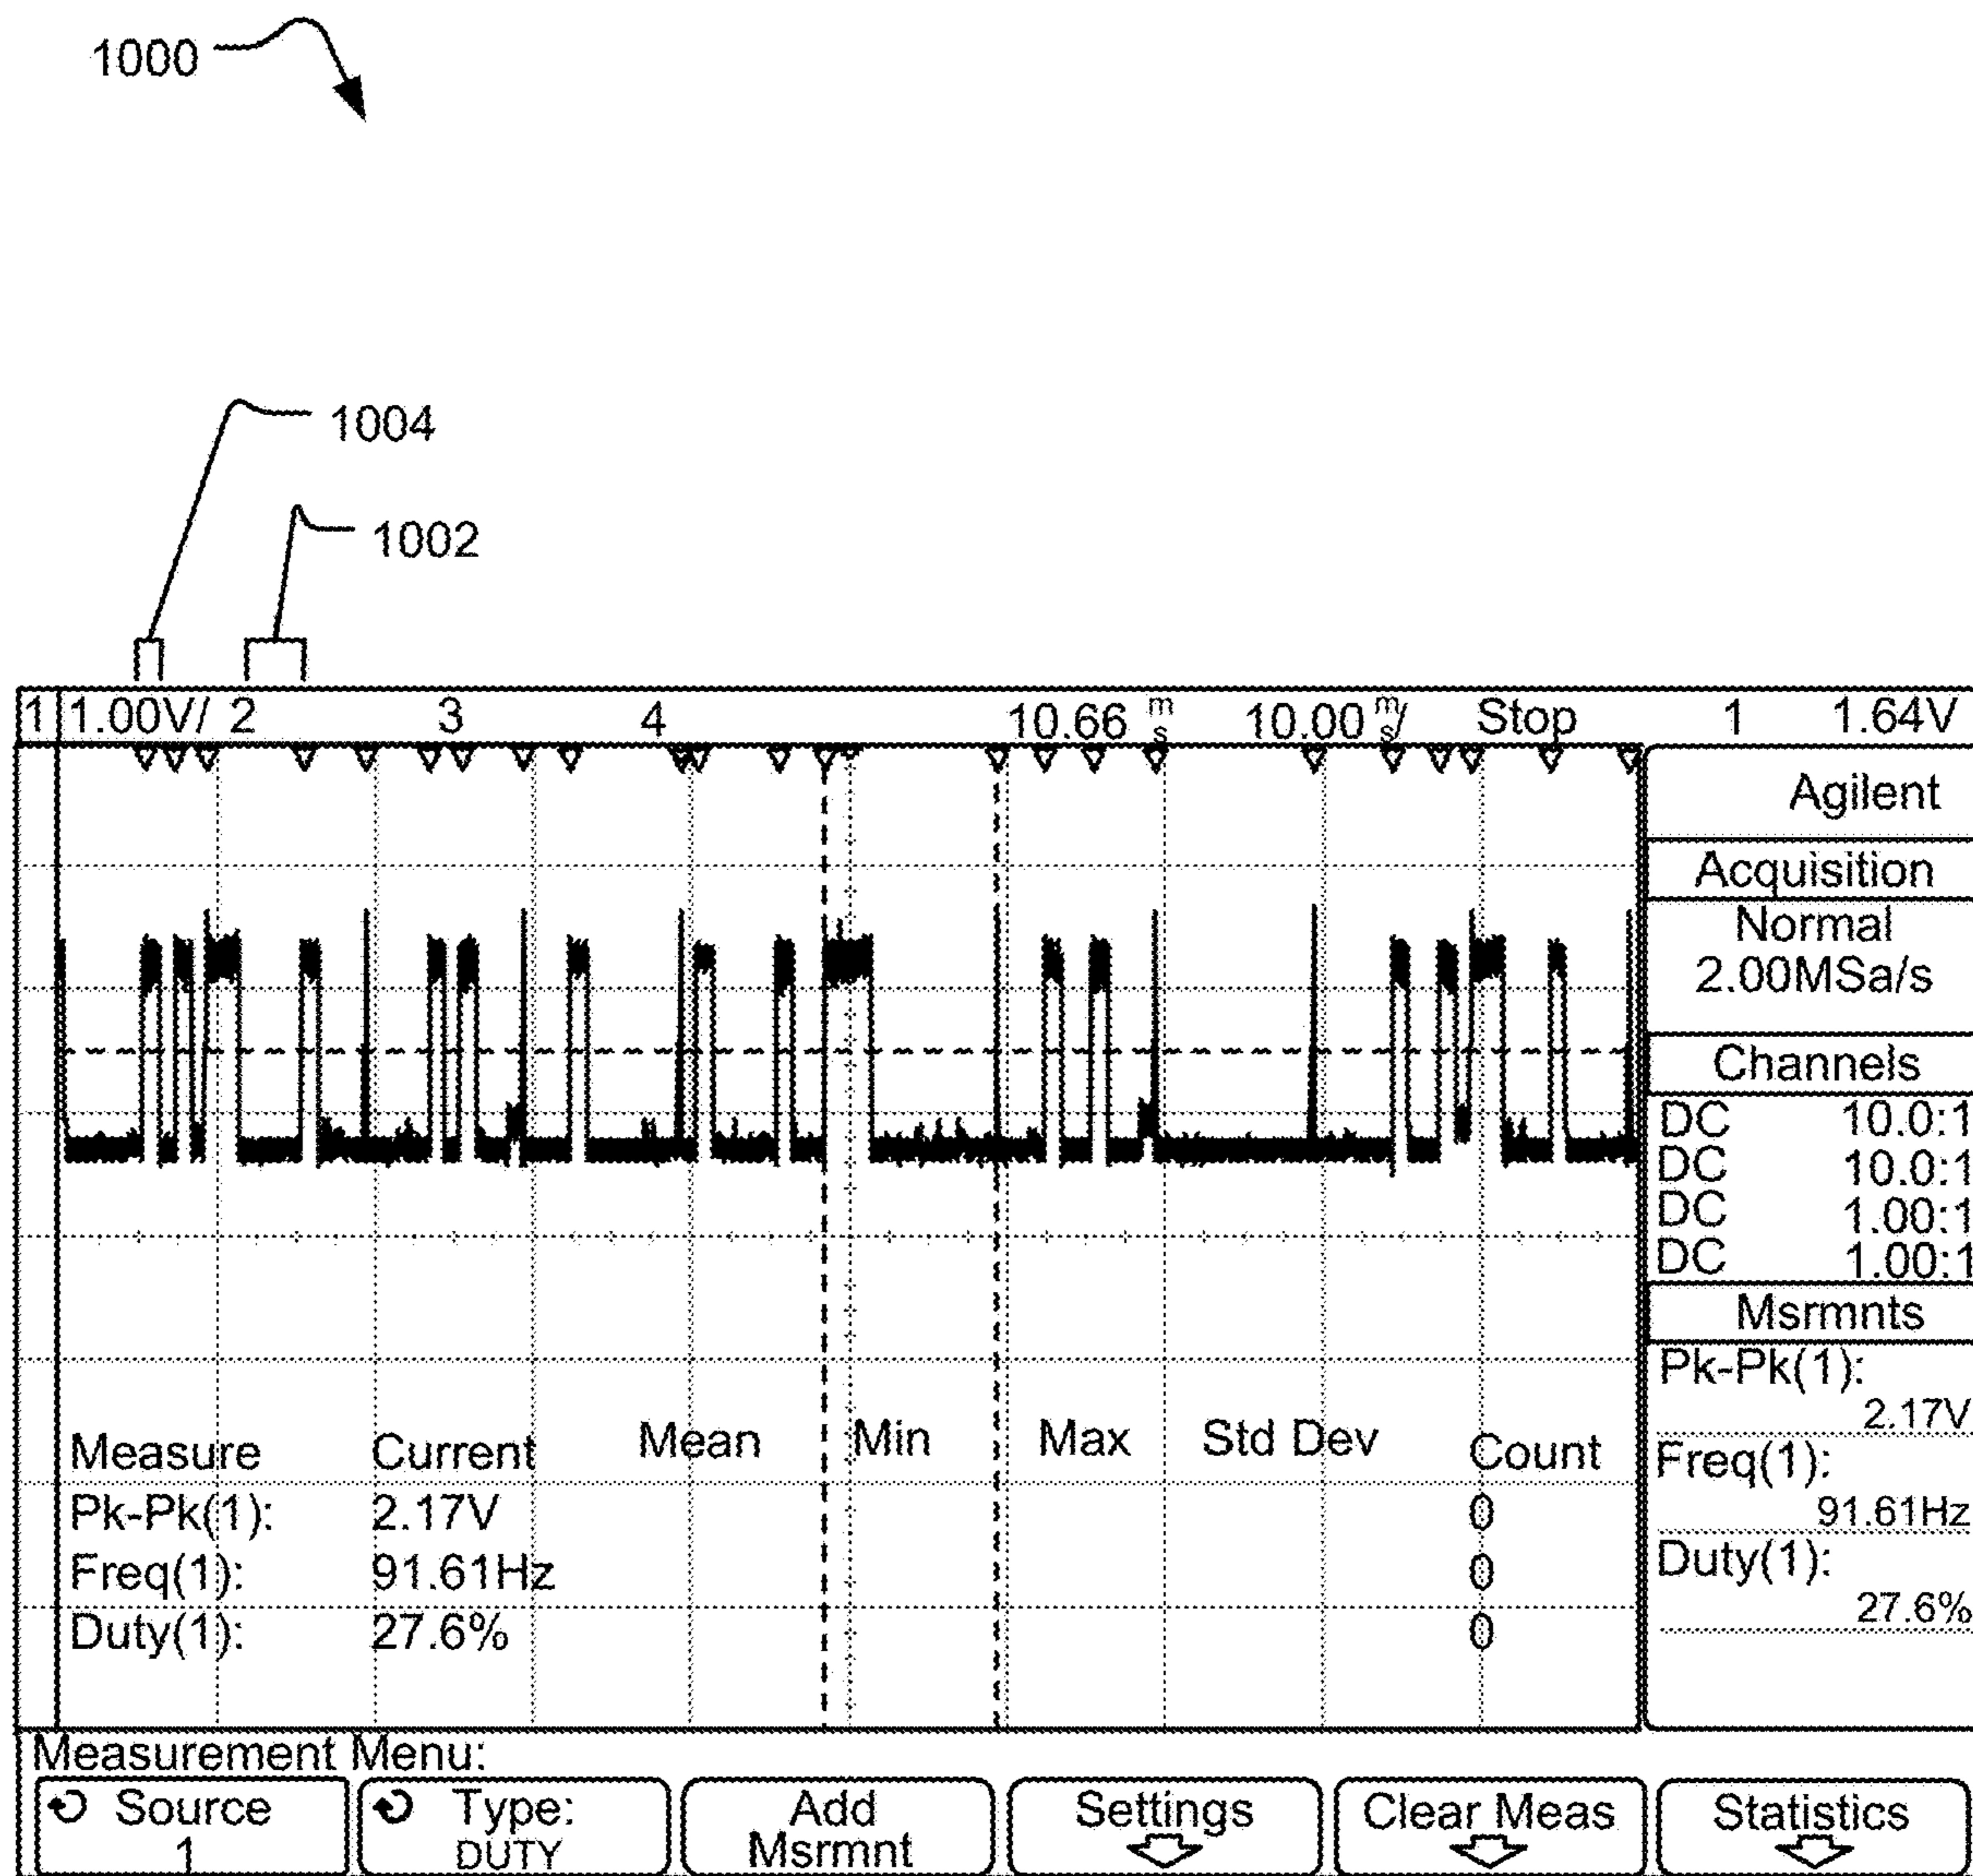 1000
1004
1002
1 1.00V/ 2 3 4 10.66 ms 10.00 ms/ Stop 1 1.64V
Agilent
Acquisition
Normal
2.00MSa/s
Channels
DC 10.0:1
DC 10.0:1
DC 1.00:1
DC 1.00:1
Msrmnts
Pk-Pk(1):
2.17V
Freq(1):
91.61Hz
Duty(1):
27.6%
Measure Current Mean Min Max Std Dev Count
Pk-Pk(1): 2.17V 0
Freq(1): 91.61Hz 0
Duty(1): 27.6% 0
Measurement Menu:
Source
1
Type:
DUTY
Add
Msrmnt
Settings
Clear Meas
Statistics